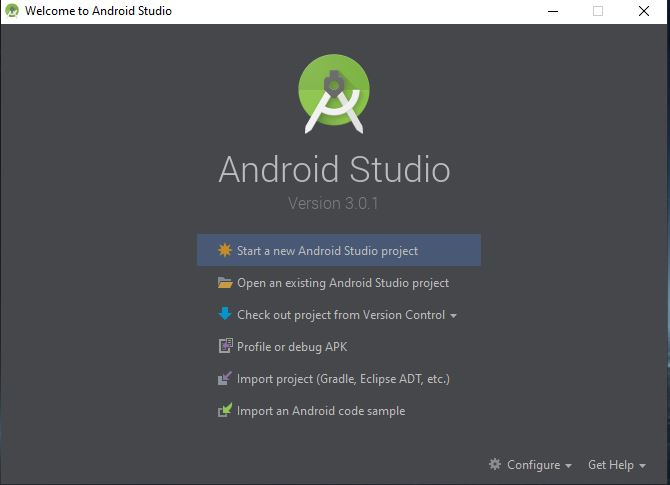 Welcome to Android Studio
Android Studio
Version 3.0.1
Start a new Android Studio project
Open an existing Android Studio project
Check out project from Version Control
Profile or debug APK
Import project (Gradle, Eclipse ADT, etc.)
Import an Android code sample
Configure Get Help